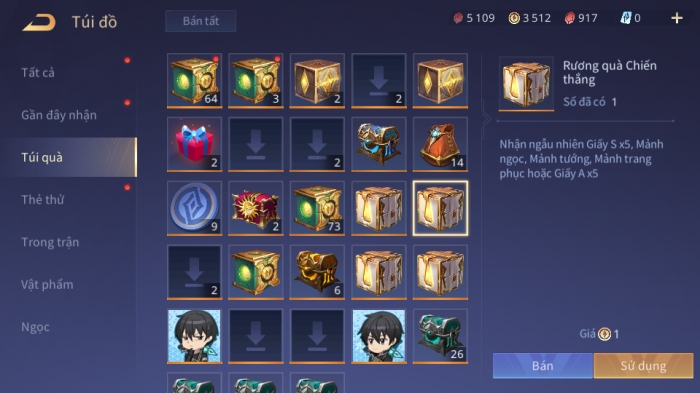 Túi đồ
Bán tất
5 109
3 512
917
0
+
Tất cả
Gần đây nhận
Túi quà
Thẻ thử
Trong trận
Vật phẩm
Ngọc
64
3
2
2
2
2
14
9
2
73
2
6
26
Rương quà Chiến
thắng
Số đã có 1
Nhận ngẫu nhiên Giấy S x5, Mảnh
ngọc, Mảnh tướng, Mảnh trang
phục hoặc Giấy A x5
Giá 1
Bán
Sử dụng